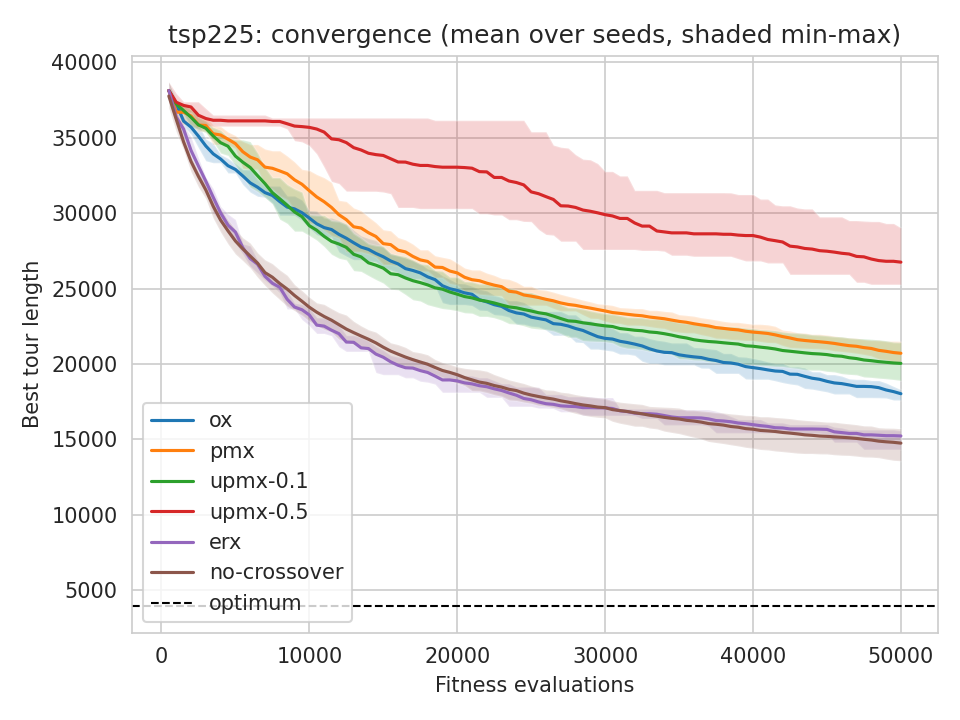 tsp225: convergence (mean over seeds, shaded min-max)
40000
35000
30000
25000
20000
15000
10000
5000
Best tour length
ox
pmx
upmx-0.1
upmx-0.5
erx
no-crossover
optimum
0 10000 20000 30000 40000 50000
Fitness evaluations